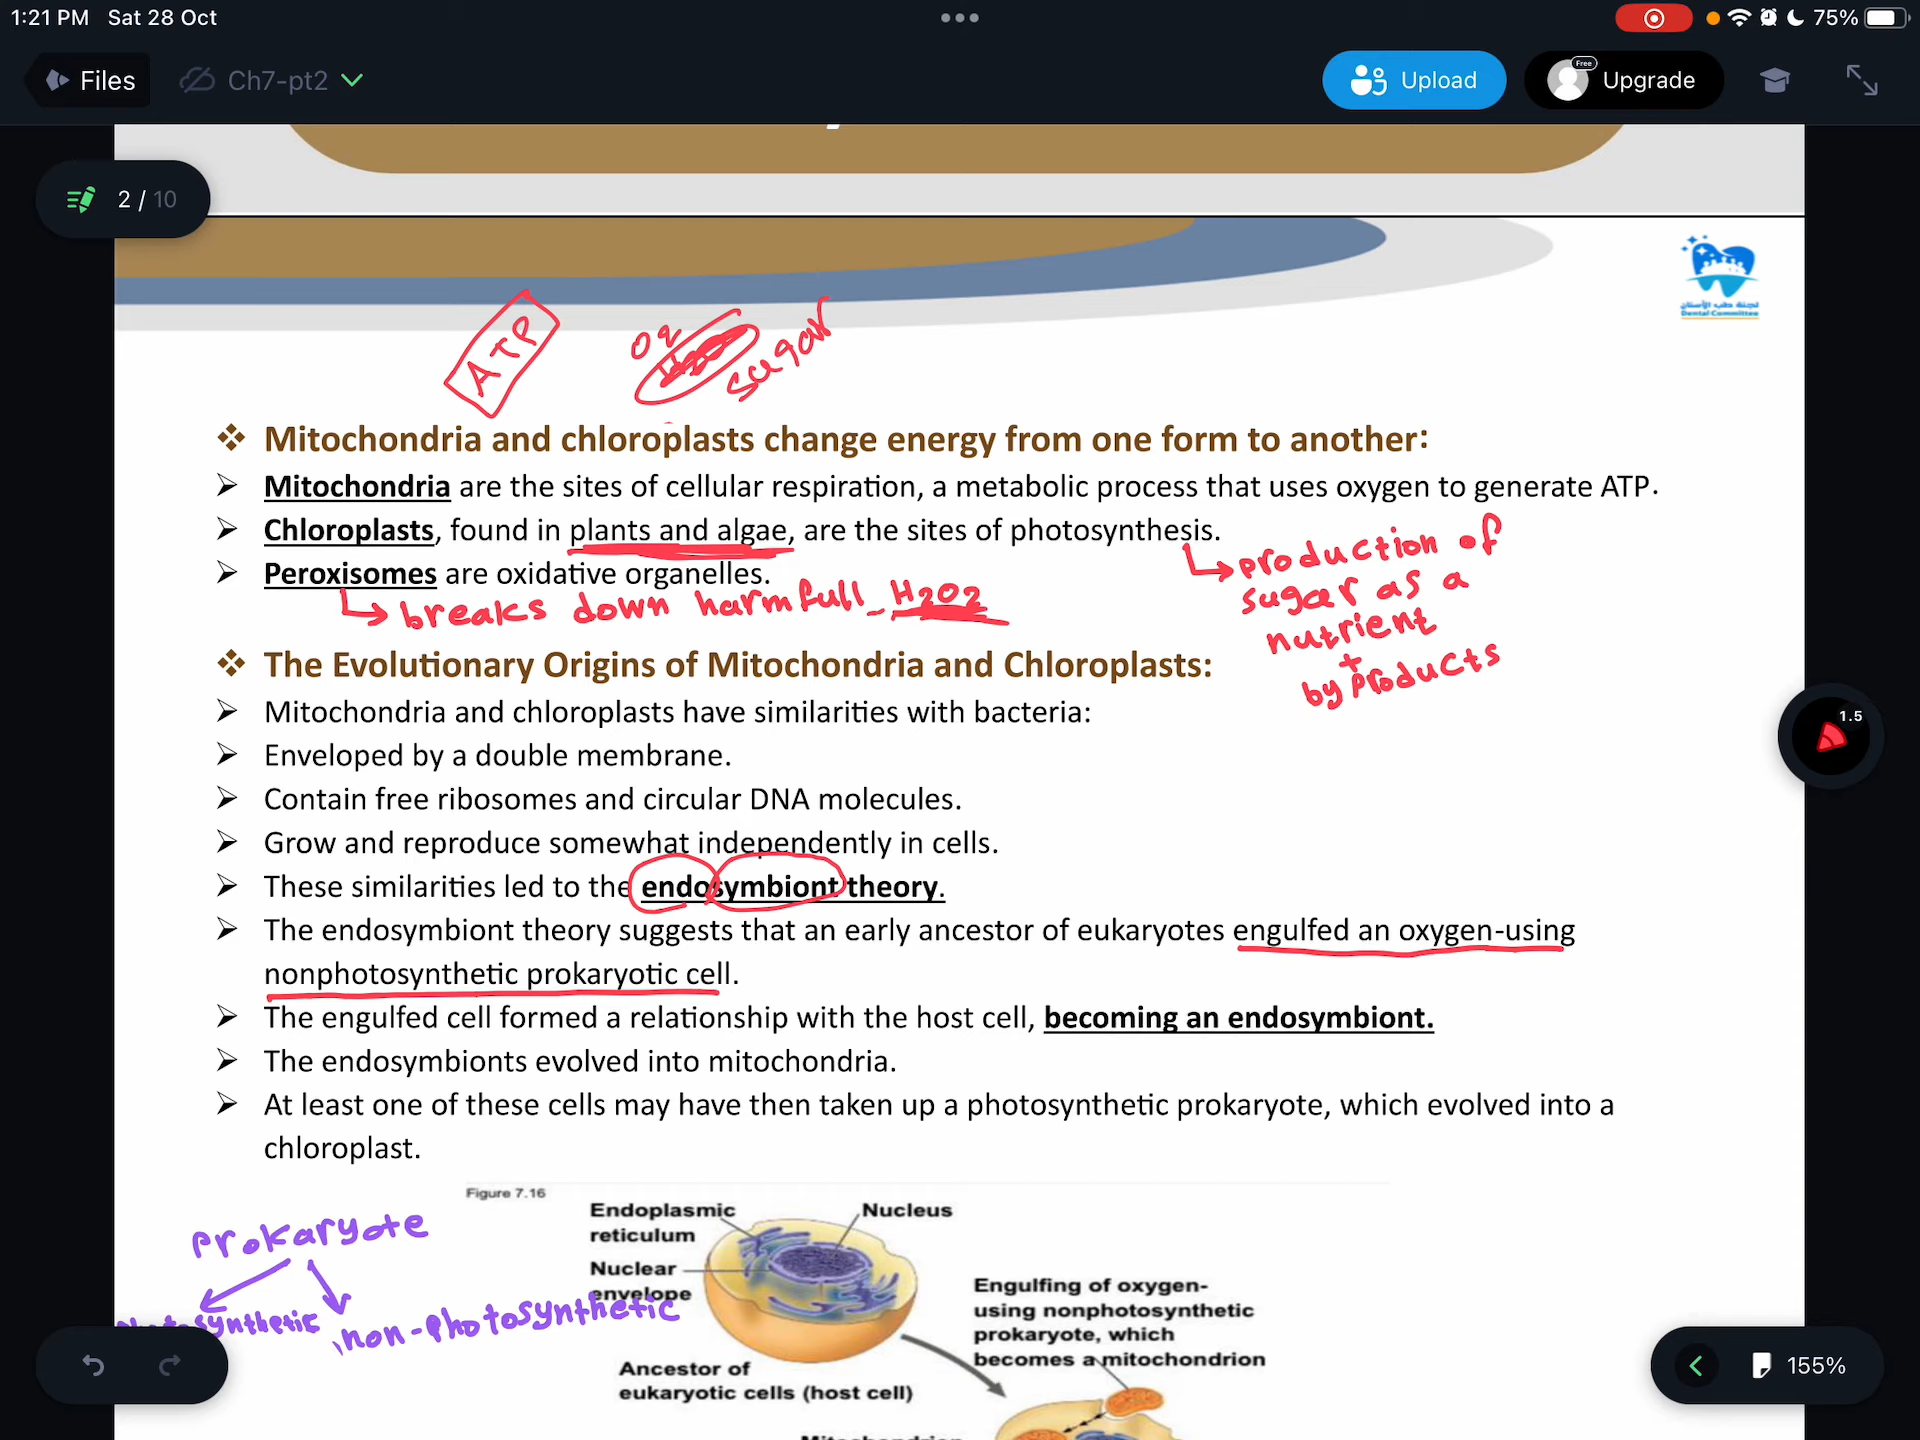 1:21 PM Sat 28 Oct
75%
Files
Ch7-pt2
Upload
Free
Upgrade
2 / 10
لجنة طب الأسنان
Dental Committee
ATP
O2
sugar
❖ Mitochondria and chloroplasts change energy from one form to another:
➢ Mitochondria are the sites of cellular respiration, a metabolic process that uses oxygen to generate ATP.
➢ Chloroplasts, found in plants and algae, are the sites of photosynthesis.
production of
sugar as a
nutrient
+
by products
➢ Peroxisomes are oxidative organelles.
breaks down harmfull H2O2
❖ The Evolutionary Origins of Mitochondria and Chloroplasts:
➢ Mitochondria and chloroplasts have similarities with bacteria:
➢ Enveloped by a double membrane.
1.5
➢ Contain free ribosomes and circular DNA molecules.
➢ Grow and reproduce somewhat independently in cells.
➢ These similarities led to the endosymbiont theory.
➢ The endosymbiont theory suggests that an early ancestor of eukaryotes engulfed an oxygen-using
nonphotosynthetic prokaryotic cell.
➢ The engulfed cell formed a relationship with the host cell, becoming an endosymbiont.
➢ The endosymbionts evolved into mitochondria.
➢ At least one of these cells may have then taken up a photosynthetic prokaryote, which evolved into a
chloroplast.
Figure 7.16
Prokaryote
non-photosynthetic
Endoplasmic
reticulum
Nucleus
Nuclear
envelope
Engulfing of oxygen-
using nonphotosynthetic
prokaryote, which
becomes a mitochondrion
Ancestor of
eukaryotic cells (host cell)
155%